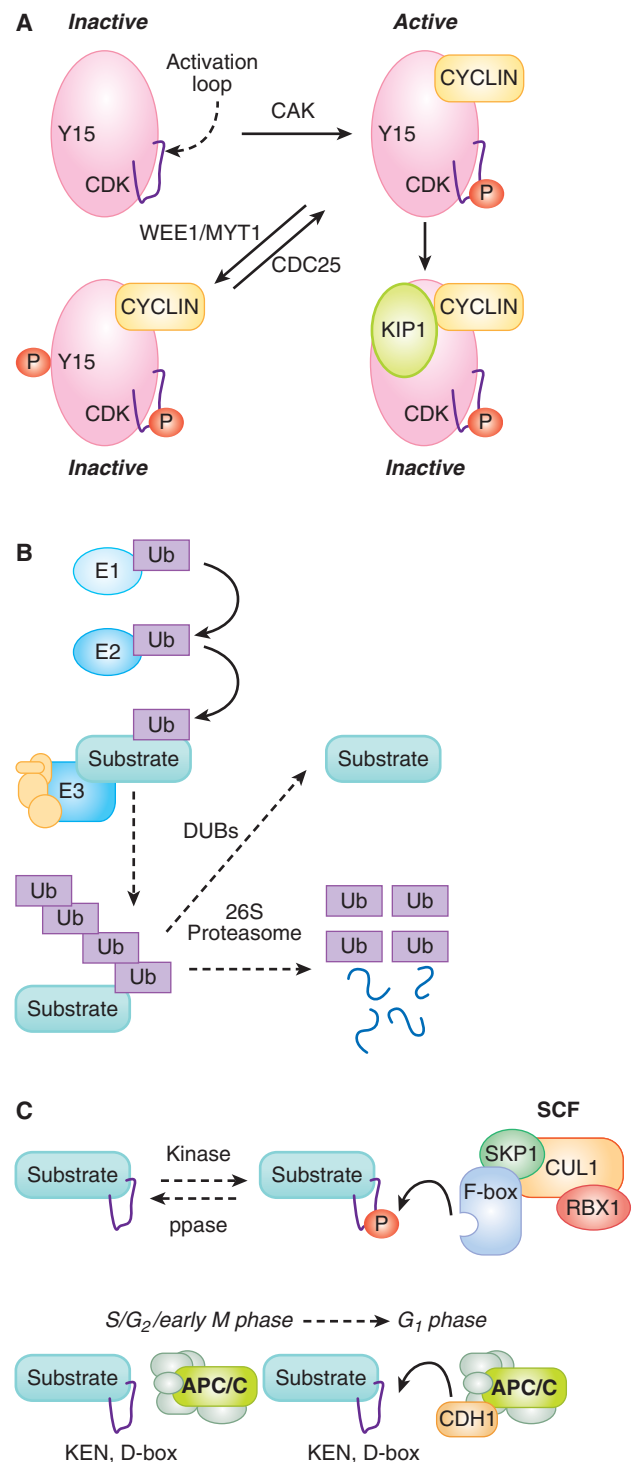 A
Inactive
Active
Activation
loop
CYCLIN
CAK
Y15
Y15
CDK
CDK
P
WEE1/MYT1
CDC25
CYCLIN
KIP1
CYCLIN
P
Y15
CDK
P
CDK
P
Inactive
Inactive
B
E1
Ub
E2
Ub
Ub
Substrate
Substrate
E3
DUBs
Ub
Ub
Ub
Ub
Substrate
26S
Proteasome
Ub
Ub
Ub
Ub
C
SCF
Substrate
Kinase
ppase
Substrate
P
SKP1
CUL1
F-box
RBX1
S/G2/early M phase
G1 phase
Substrate
APC/C
Substrate
APC/C
CDH1
KEN, D-box
KEN, D-box